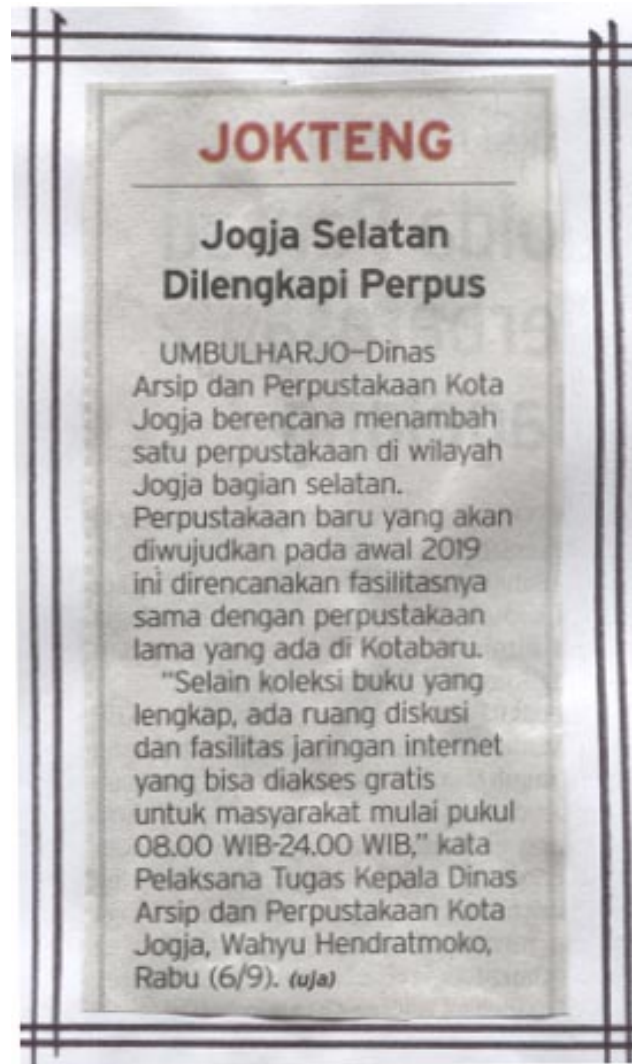 JOKTENG
Jogja Selatan
Dilengkapi Perpus
UMBULHARJO–Dinas
Arsip dan Perpustakaan Kota
Jogja berencana menambah
satu perpustakaan di wilayah
Jogja bagian selatan.
Perpustakaan baru yang akan
diwujudkan pada awal 2019
ini direncanakan fasilitasnya
sama dengan perpustakaan
lama yang ada di Kotabaru.
"Selain koleksi buku yang
lengkap, ada ruang diskusi
dan fasilitas jaringan internet
yang bisa diakses gratis
untuk masyarakat mulai pukul
08.00 WIB-24.00 WIB," kata
Pelaksana Tugas Kepala Dinas
Arsip dan Perpustakaan Kota
Jogja, Wahyu Hendratmoko,
Rabu (6/9). (uja)